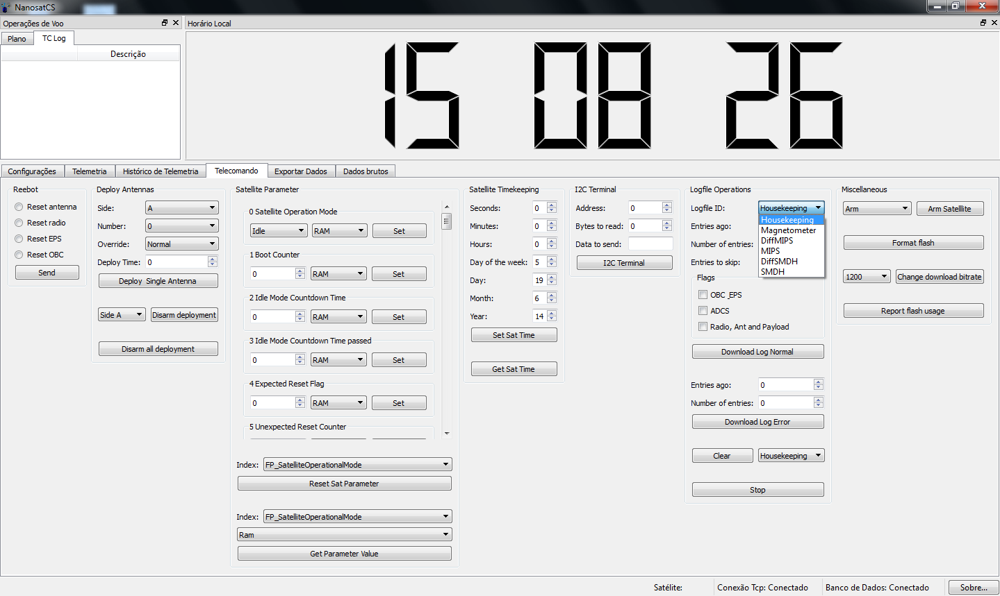 NanosatCS
Operações de Voo
Horário Local
Plano
TC Log
Descrição
15 08 26
Configurações
Telemetria
Histórico de Telemetria
Telecomando
Exportar Dados
Dados brutos
Reebot
Reset antenna
Reset radio
Reset EPS
Reset OBC
Send
Deploy Antennas
Side: A
Number: 0
Override: Normal
Deploy Time: 0
Deploy Single Antenna
Side A
Disarm deployment
Disarm all deployment
Satellite Parameter
0 Satellite Operation Mode
Idle RAM Set
1 Boot Counter
0 RAM Set
2 Idle Mode Countdown Time
0 RAM Set
3 Idle Mode Countdown Time passed
0 RAM Set
4 Expected Reset Flag
0 RAM Set
5 Unexpected Reset Counter
Index: FP_SatelliteOperationalMode
Reset Sat Parameter
Index: FP_SatelliteOperationalMode
Ram
Get Parameter Value
Satellite Timekeeping
Seconds: 0
Minutes: 0
Hours: 0
Day of the week: 5
Day: 19
Month: 6
Year: 14
Set Sat Time
Get Sat Time
I2C Terminal
Address: 0
Bytes to read: 0
Data to send:
I2C Terminal
Logfile Operations
Logfile ID: Housekeeping
Housekeeping
Magnetometer
DiffMIPS
MIPS
DiffSMDH
SMDH
Entries ago:
Number of entries:
Entries to skip:
Flags
OBC_EPS
ADCS
Radio, Ant and Payload
Download Log Normal
Entries ago: 0
Number of entries: 0
Download Log Error
Clear
Housekeeping
Stop
Miscellaneous
Arm
Arm Satelllite
Format flash
1200
Change download bitrate
Report flash usage
Satélite:
Conexão Tcp: Conectado
Banco de Dados: Conectado
Sobre...